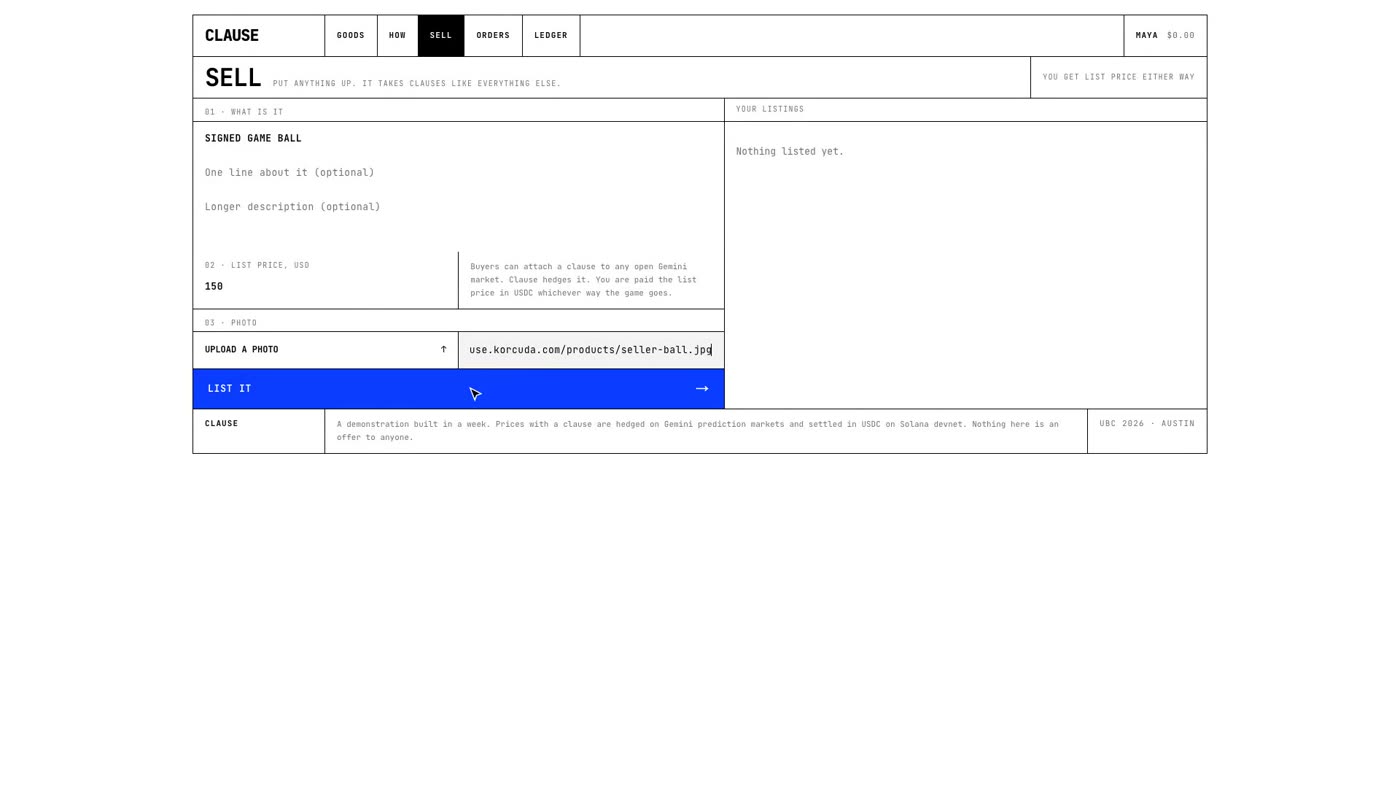 CLAUSE
GOODS
HOW
SELL
ORDERS
LEDGER
MAYA $0.00
SELL PUT ANYTHING UP. IT TAKES CLAUSES LIKE EVERYTHING ELSE.
YOU GET LIST PRICE EITHER WAY
01 · WHAT IS IT
SIGNED GAME BALL
One line about it (optional)
Longer description (optional)
02 · LIST PRICE, USD
150
Buyers can attach a clause to any open Gemini
market. Clause hedges it. You are paid the list
price in USDC whichever way the game goes.
03 · PHOTO
UPLOAD A PHOTO ↑
use.korcuda.com/products/seller-ball.jpg
LIST IT →
YOUR LISTINGS
Nothing listed yet.
CLAUSE
A demonstration built in a week. Prices with a clause are hedged on Gemini prediction markets and settled in USDC on Solana devnet. Nothing here is an
offer to anyone.
UBC 2026 · AUSTIN